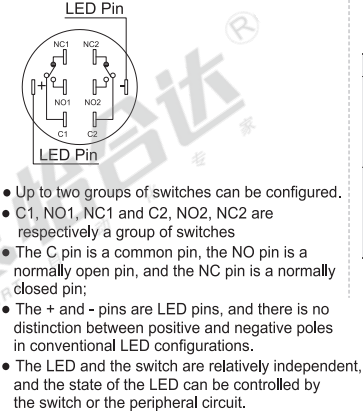 LED Pin
NC1 NC2
+ -
NO1 NO2
C1 C2
LED Pin
● Up to two groups of switches can be configured.
● C1, NO1, NC1 and C2, NO2, NC2 are
respectively a group of switches
● The C pin is a common pin, the NO pin is a
normally open pin, and the NC pin is a normally
closed pin;
● The + and - pins are LED pins, and there is no
distinction between positive and negative poles
in conventional LED configurations.
● The LED and the switch are relatively independent,
and the state of the LED can be controlled by
the switch or the peripheral circuit.